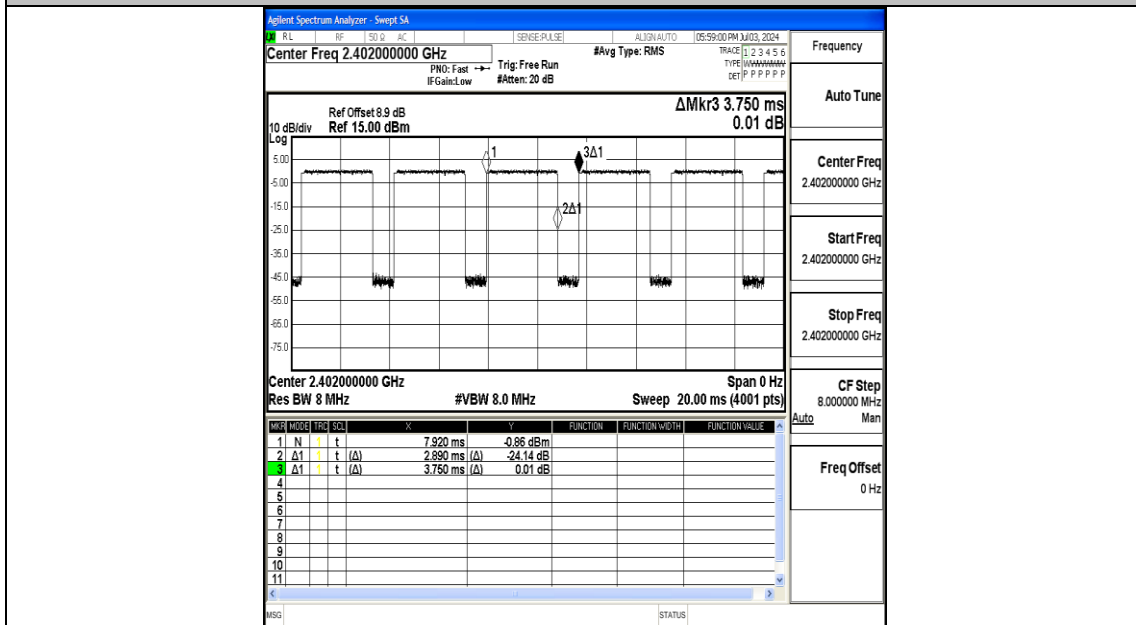 Agilent Spectrum Analyzer - Swept SA
RL RF 50 Ω AC SENSE:PULSE ALIGN AUTO 05:59:00 PM Jul 03, 2024
Center Freq 2.402000000 GHz #Avg Type: RMS TRACE 1 2 3 4 5 6
PNO: Fast Trig: Free Run TYPE
IFGain:Low #Atten: 20 dB DET P P P P P P
Ref Offset 8.9 dB ΔMkr3 3.750 ms
10 dB/div Ref 15.00 dBm 0.01 dB
Log
1 3Δ1
5.00
-5.00
-15.0
2Δ1
-25.0
-35.0
-45.0
-55.0
-65.0
-75.0
Center 2.402000000 GHz Span 0 Hz
Res BW 8 MHz #VBW 8.0 MHz Sweep 20.00 ms (4001 pts)
MKR MODE TRC SCL X Y FUNCTION FUNCTION WIDTH FUNCTION VALUE
1 N 1 t 7.920 ms -0.86 dBm
2 Δ1 1 t (Δ) 2.890 ms (Δ) -24.14 dB
3 Δ1 1 t (Δ) 3.750 ms (Δ) 0.01 dB
4
5
6
7
8
9
10
11
MSG STATUS
Frequency
Auto Tune
Center Freq
2.402000000 GHz
Start Freq
2.402000000 GHz
Stop Freq
2.402000000 GHz
CF Step
8.000000 MHz
Auto Man
Freq Offset
0 Hz